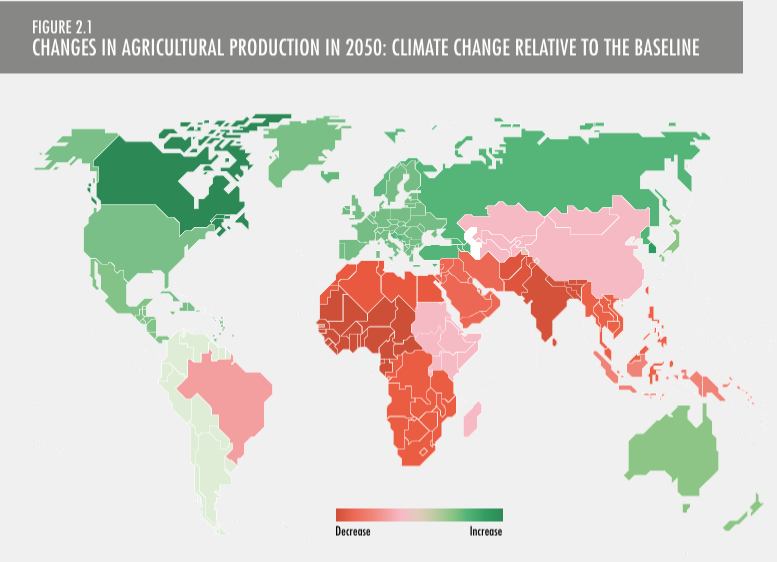 FIGURE 2.1
CHANGES IN AGRICULTURAL PRODUCTION IN 2050: CLIMATE CHANGE RELATIVE TO THE BASELINE
Decrease Increase